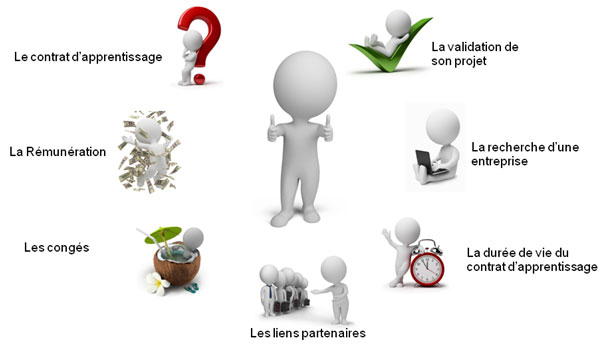 Le contrat d'apprentissage
La validation de
son projet
La Rémunération
La recherche d'une
entreprise
Les congés
La durée de vie du
contrat d'apprentissage
Les liens partenaires